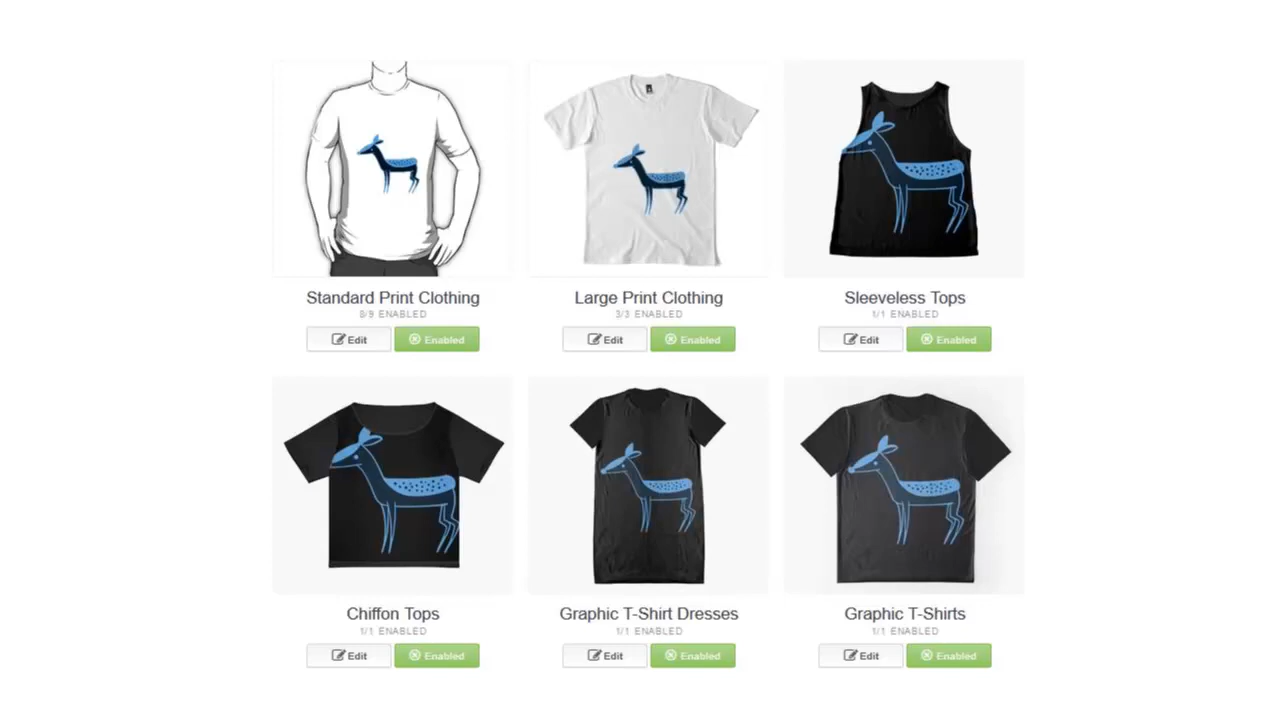 Standard Print Clothing
8/9 ENABLED
Edit
Enabled
Large Print Clothing
3/3 ENABLED
Edit
Enabled
Sleeveless Tops
1/1 ENABLED
Edit
Enabled
Chiffon Tops
1/1 ENABLED
Edit
Enabled
Graphic T-Shirt Dresses
1/1 ENABLED
Edit
Enabled
Graphic T-Shirts
1/1 ENABLED
Edit
Enabled